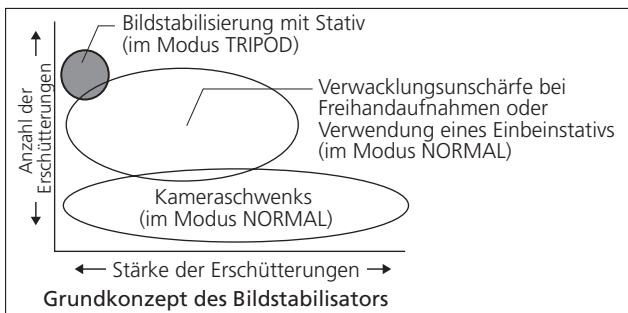 Bildstabilisierung mit Stativ
(im Modus TRIPOD)
Verwacklungsunschärfe bei
Freihandaufnahmen oder
Verwendung eines Einbeinstativs
(im Modus NORMAL)
Anzahl der
Erschütterungen
Kameraschwenks
(im Modus NORMAL)
Stärke der Erschütterungen
Grundkonzept des Bildstabilisators